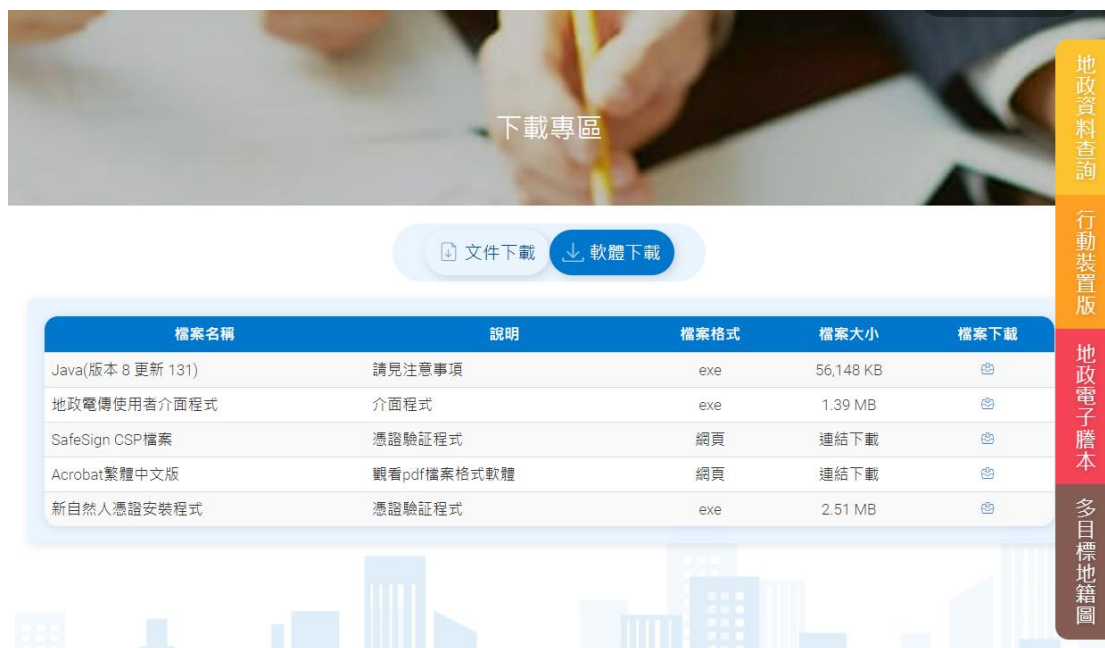 下載專區
文件下載
軟體下載
檔案名稱 說明 檔案格式 檔案大小 檔案下載
Java(版本 8 更新 131) 請見注意事項 exe 56,148 KB
地政電傳使用者介面程式 介面程式 exe 1.39 MB
SafeSign CSP檔案 憑證驗証程式 網頁 連結下載
Acrobat繁體中文版 觀看pdf檔案格式軟體 網頁 連結下載
新自然人憑證安裝程式 憑證驗証程式 exe 2.51 MB
地政資料查詢
行動裝置版
地政電子謄本
多目標地籍圖